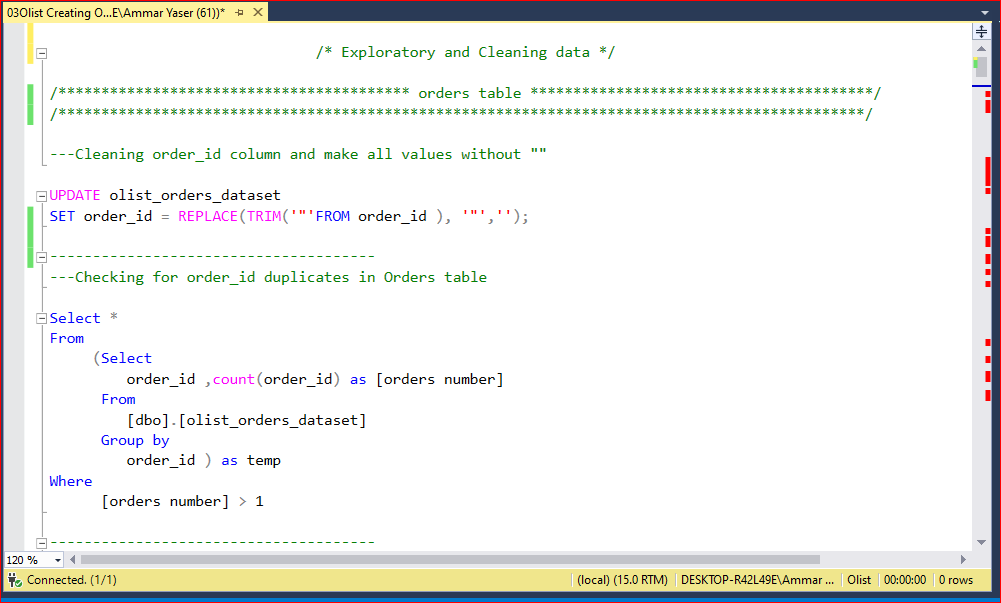 03Olist Creating O...E\Ammar Yaser (61))*
/* Exploratory and Cleaning data */
/***************************************** orders table ****************************************/
/**********************************************************************************************/
---Cleaning order_id column and make all values without ""
UPDATE olist_orders_dataset
SET order_id = REPLACE(TRIM('"'FROM order_id ), '"','');
--------------------------------------
---Checking for order_id duplicates in Orders table
Select *
From
(Select
order_id ,count(order_id) as [orders number]
From
[dbo].[olist_orders_dataset]
Group by
order_id ) as temp
Where
[orders number] > 1
--------------------------------------
120 %
Connected. (1/1)
(local) (15.0 RTM)
DESKTOP-R42L49E\Ammar ...
Olist
00:00:00
0 rows